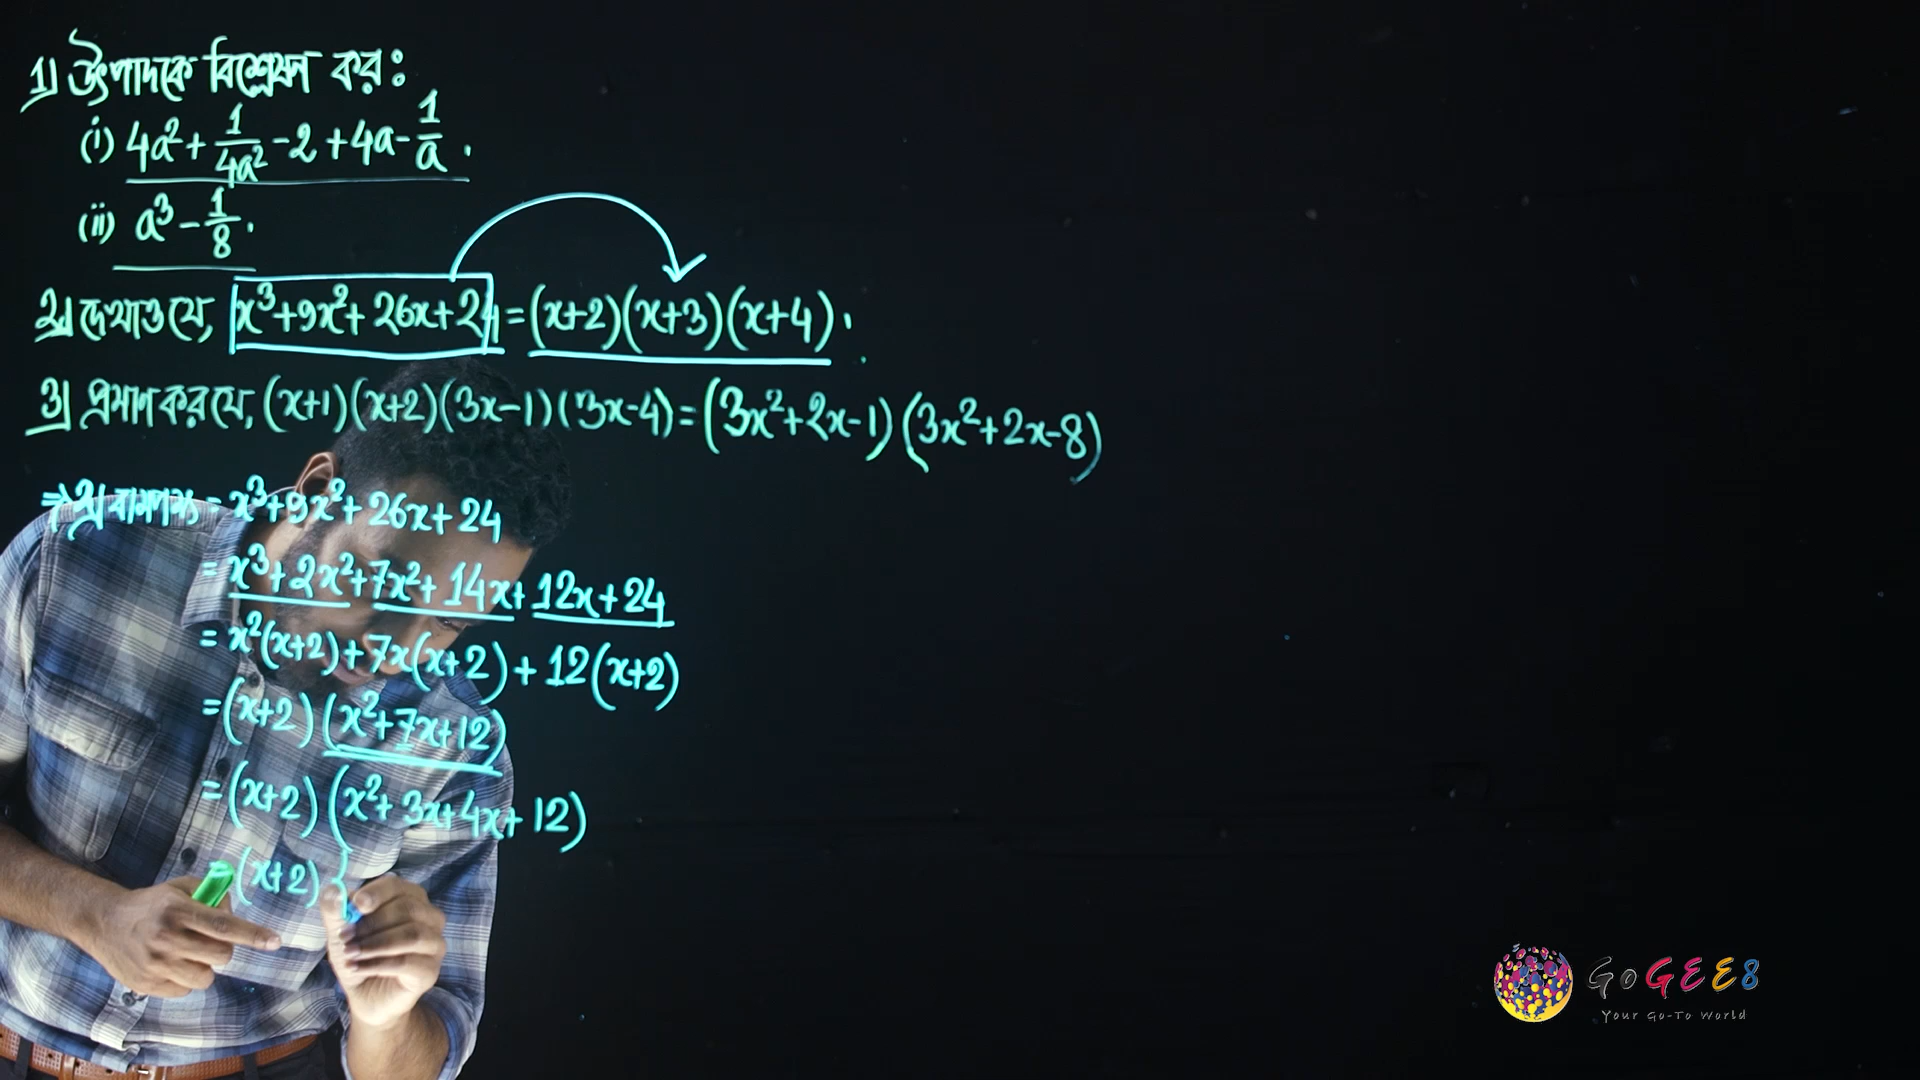 1) উৎপাদকে বিশ্লেষন কর:
(i) 4a² + 1/4a² - 2 + 4a - 1/a .
(ii) a³ - 1/8 .
২) দেখাও যে, x³+9x²+26x+24 = (x+2)(x+3)(x+4) .
৩) প্রমাণ কর যে, (x+1)(x+2)(3x-1)(3x-4) = (3x²+2x-1)(3x²+2x-8)
⇒ ২) বামপক্ষ = x³+9x²+26x+24
= x³+2x²+7x²+14x+12x+24
= x²(x+2)+7x(x+2)+12(x+2)
= (x+2)(x²+7x+12)
= (x+2)(x²+3x+4x+12)
= (x+2){
GoGEE8
Your Go-To World